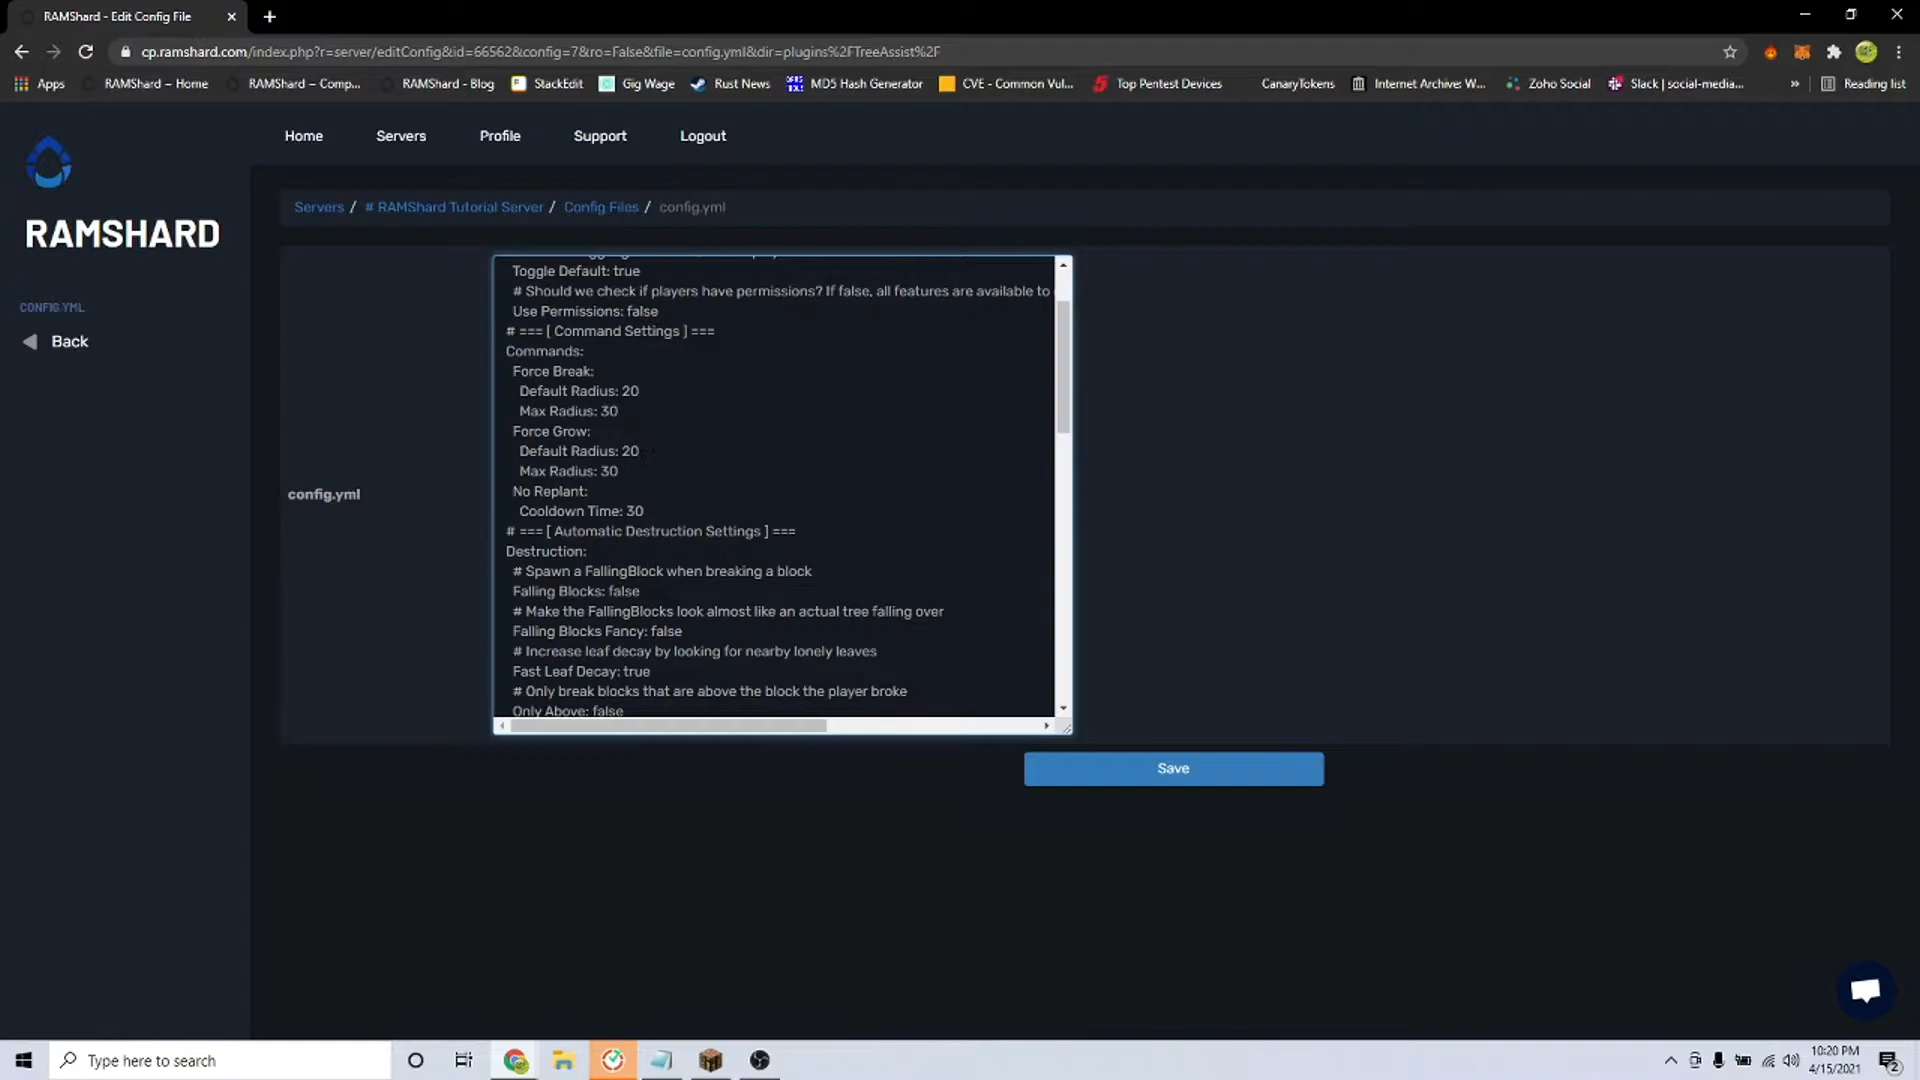 RAMShard - Edit Config File
cp.ramshard.com/index.php?r=server/editConfig&id=66562&config=7&ro=False&file=config.yml&dir=plugins%2FTreeAssist%2F
Apps RAMShard – Home RAMShard – Comp... RAMShard - Blog StackEdit Gig Wage Rust News MD5 Hash Generator CVE - Common Vul... Top Pentest Devices CanaryTokens Internet Archive: W... Zoho Social Slack | social-media... » Reading list
Home Servers Profile Support Logout
RAMSHARD
Servers / # RAMShard Tutorial Server / Config Files / config.yml
CONFIG.YML
Back
config.yml
Toggle Default: true
# Should we check if players have permissions? If false, all features are available to
Use Permissions: false
# === [ Command Settings ] ===
Commands:
Force Break:
Default Radius: 20
Max Radius: 30
Force Grow:
Default Radius: 20
Max Radius: 30
No Replant:
Cooldown Time: 30
# === [ Automatic Destruction Settings ] ===
Destruction:
# Spawn a FallingBlock when breaking a block
Falling Blocks: false
# Make the FallingBlocks look almost like an actual tree falling over
Falling Blocks Fancy: false
# Increase leaf decay by looking for nearby lonely leaves
Fast Leaf Decay: true
# Only break blocks that are above the block the player broke
Only Above: false
Save
Type here to search
10:20 PM
4/15/2021
2